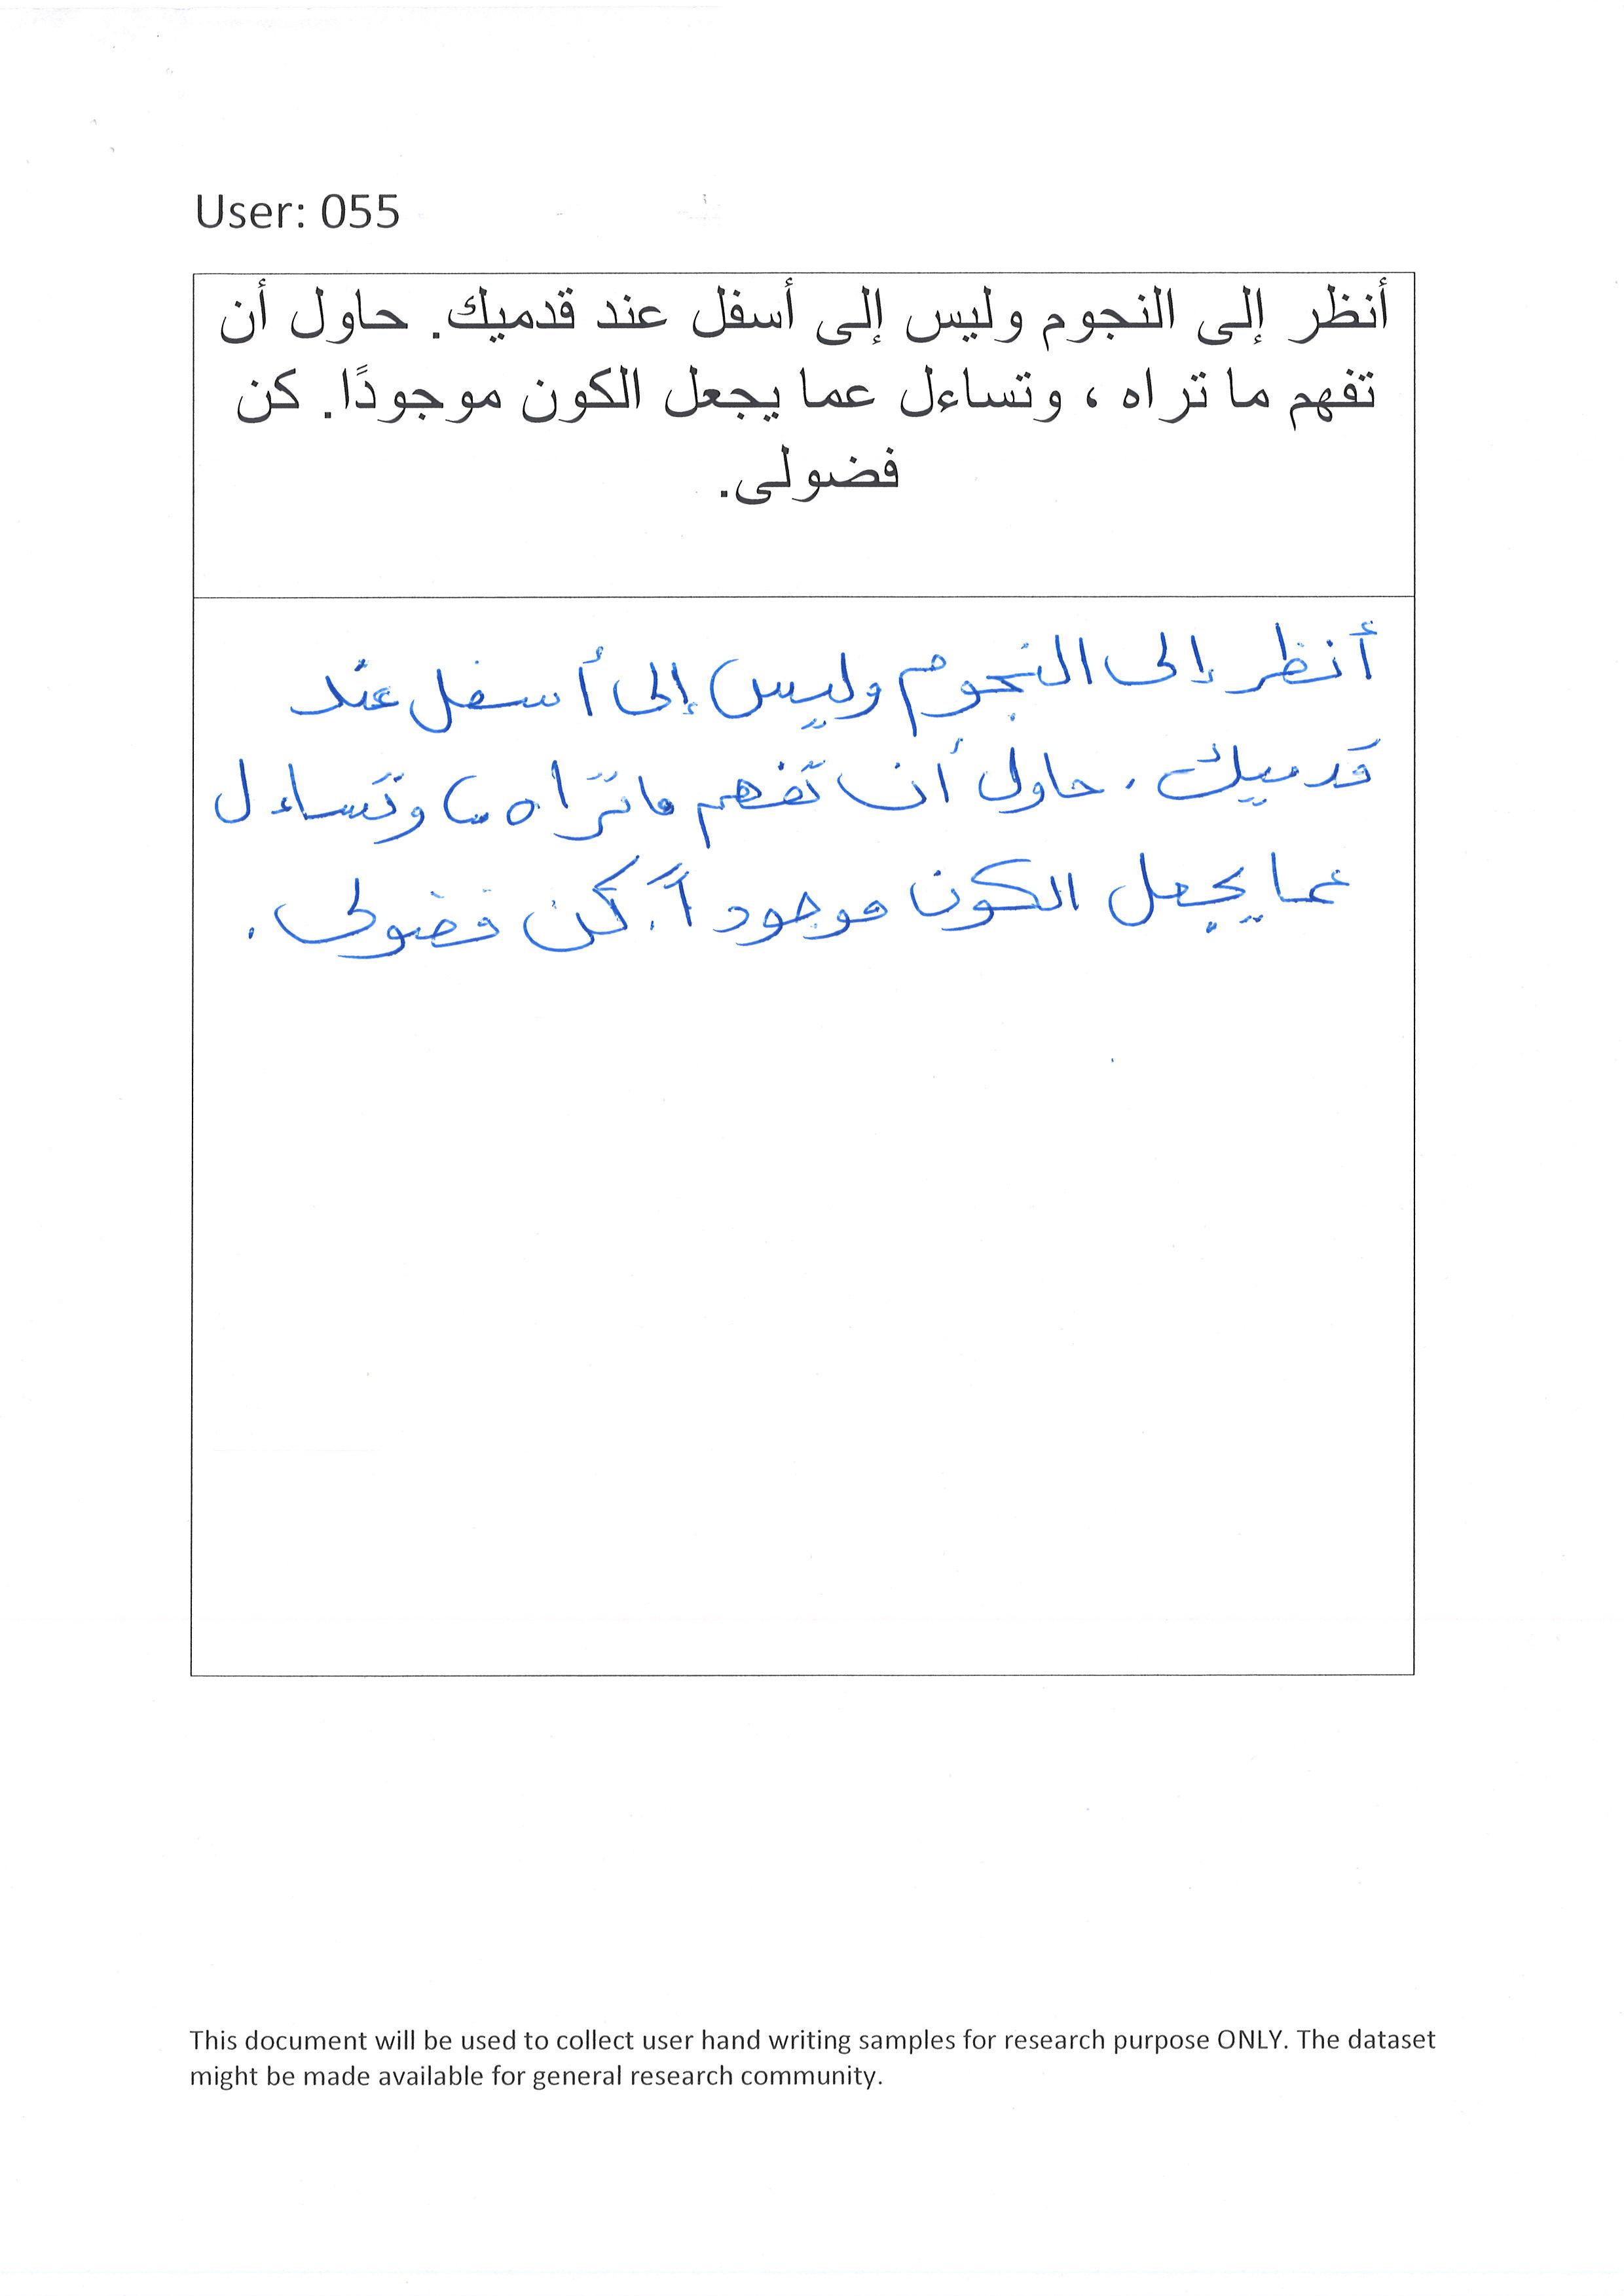 User: 055
أنظر إلى النجوم وليس إلى أسفل عند قدميك. حاول أن
تفهم ما تراه ، وتساءل عما يجعل الكون موجودًا. كن
فضولى.
أنظر إلى النجوم وليس إلى أسفل عند
قدميك . حاول أن تفهم ما تراه ، وتساءل
عما يجعل الكون موجوداً . كن فضولى .
This document will be used to collect user hand writing samples for research purpose ONLY. The dataset
might be made available for general research community.